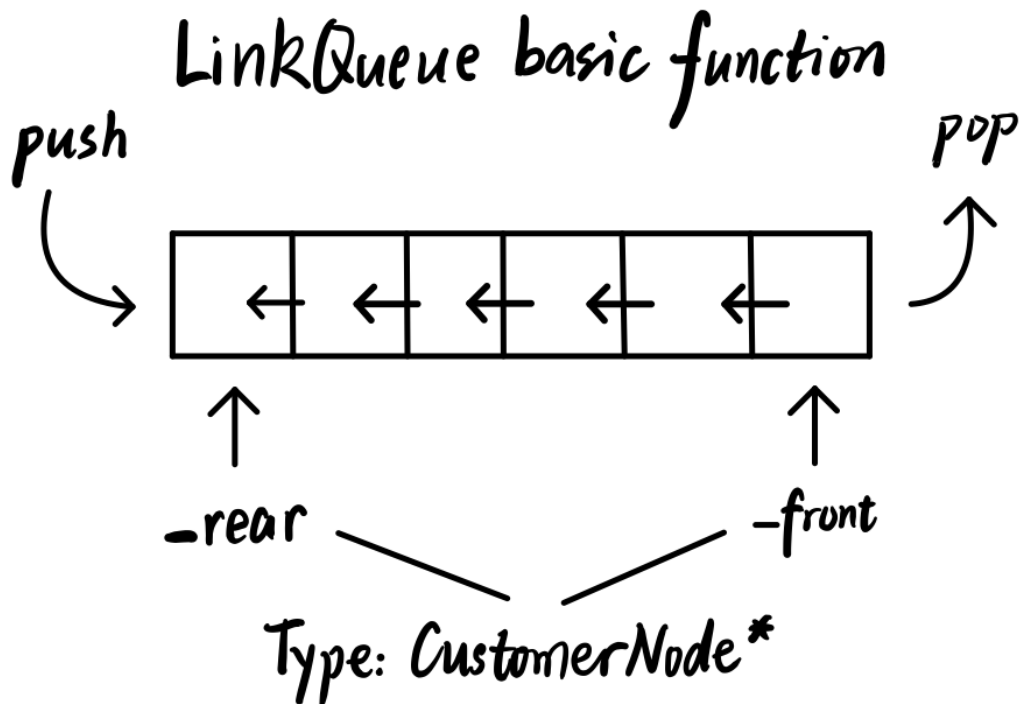 LinkQueue basic function
push
pop
_rear
_front
Type: CustomerNode*